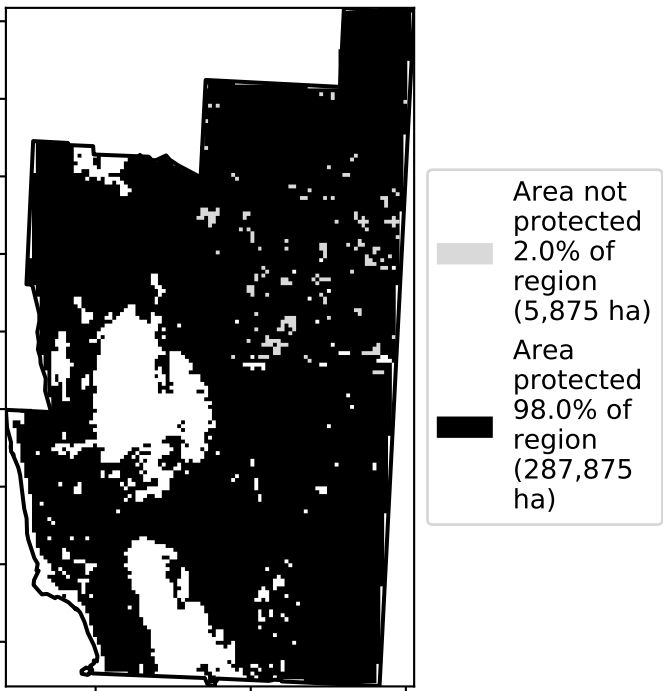 Area not
protected
2.0% of
region
(5,875 ha)
Area
protected
98.0% of
region
(287,875
ha)